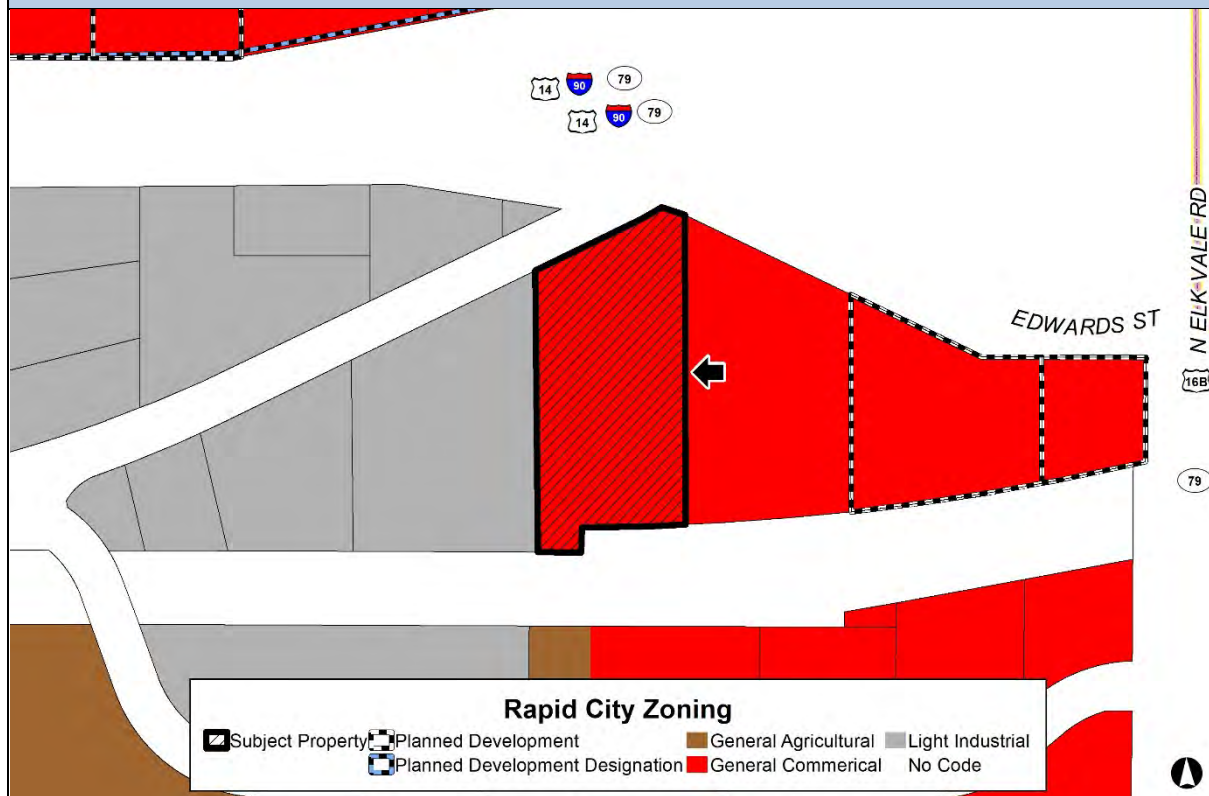 14 90 79
14 90 79
N ELK VALE RD
EDWARDS ST
16B
79
Rapid City Zoning
Subject Property Planned Development General Agricultural Light Industrial
Planned Development Designation General Commerical No Code